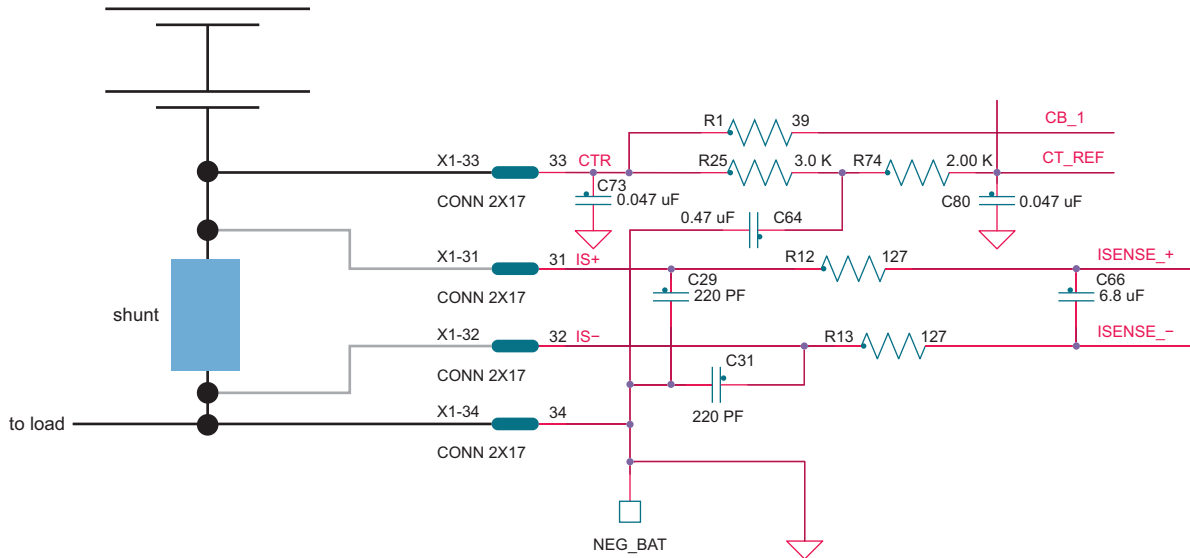 R1 39 CB_1
X1-33 33 CTR R25 3.0 K R74 2.00 K CT_REF
CONN 2X17 C73 0.047 uF C80 0.047 uF
0.47 uF C64
X1-31 31 IS+ R12 127 ISENSE_+
CONN 2X17 C29 220 PF C66 6.8 uF
shunt
X1-32 32 IS− R13 127 ISENSE_−
CONN 2X17 C31 220 PF
to load X1-34 34
CONN 2X17
NEG_BAT